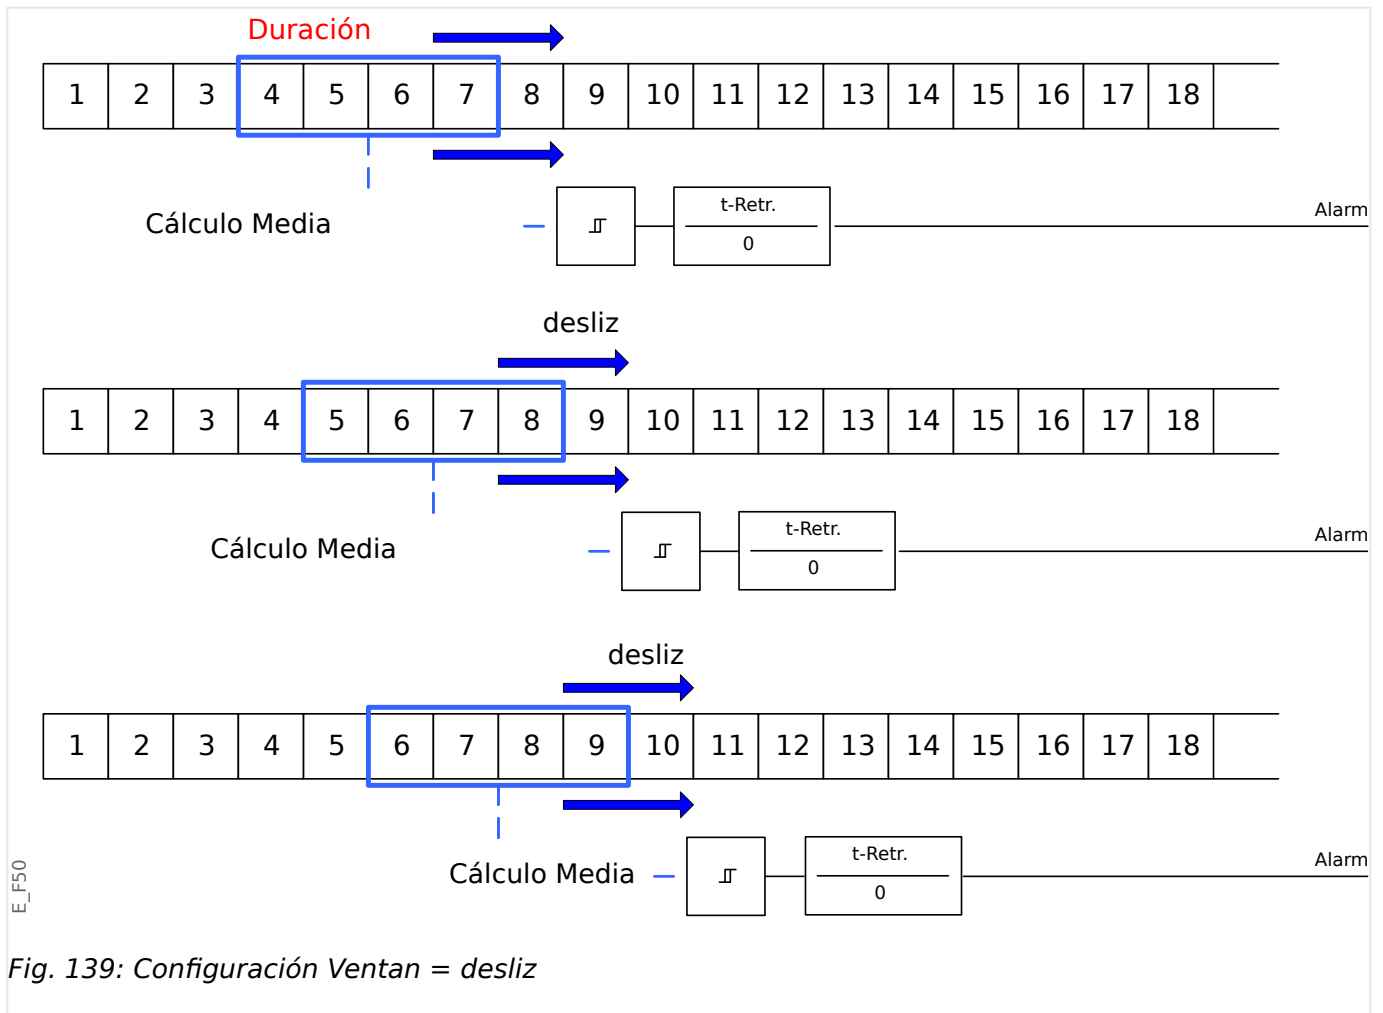 Duración
1 2 3 4 5 6 7 8 9 10 11 12 13 14 15 16 17 18
t-Retr.
Alarm
Cálculo Media
0
desliz
1 2 3 4 5 6 7 8 9 10 11 12 13 14 15 16 17 18
t-Retr.
Alarm
Cálculo Media
0
desliz
1 2 3 4 5 6 7 8 9 10 11 12 13 14 15 16 17 18
t-Retr.
Alarm
Cálculo Media
0
E_F50
Fig. 139: Configuración Ventan = desliz